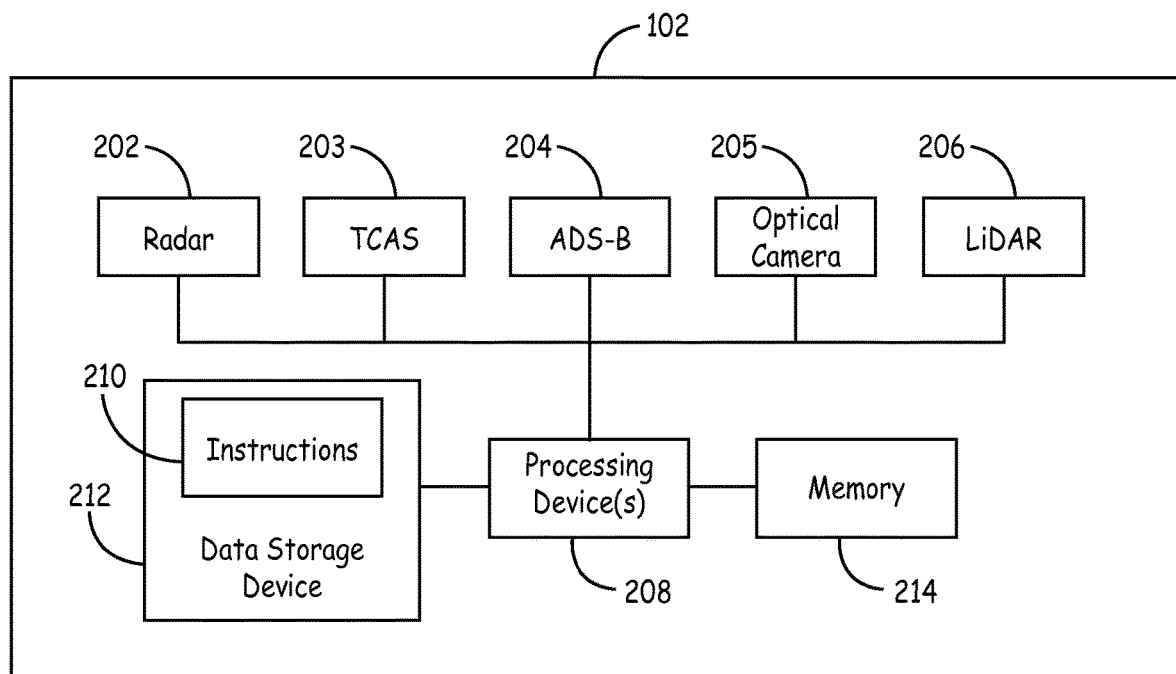 102
202
203
204
205
206
Radar
TCAS
ADS-B
Optical
Camera
LiDAR
210
Instructions
212
Data Storage
Device
Processing
Device(s)
208
Memory
214